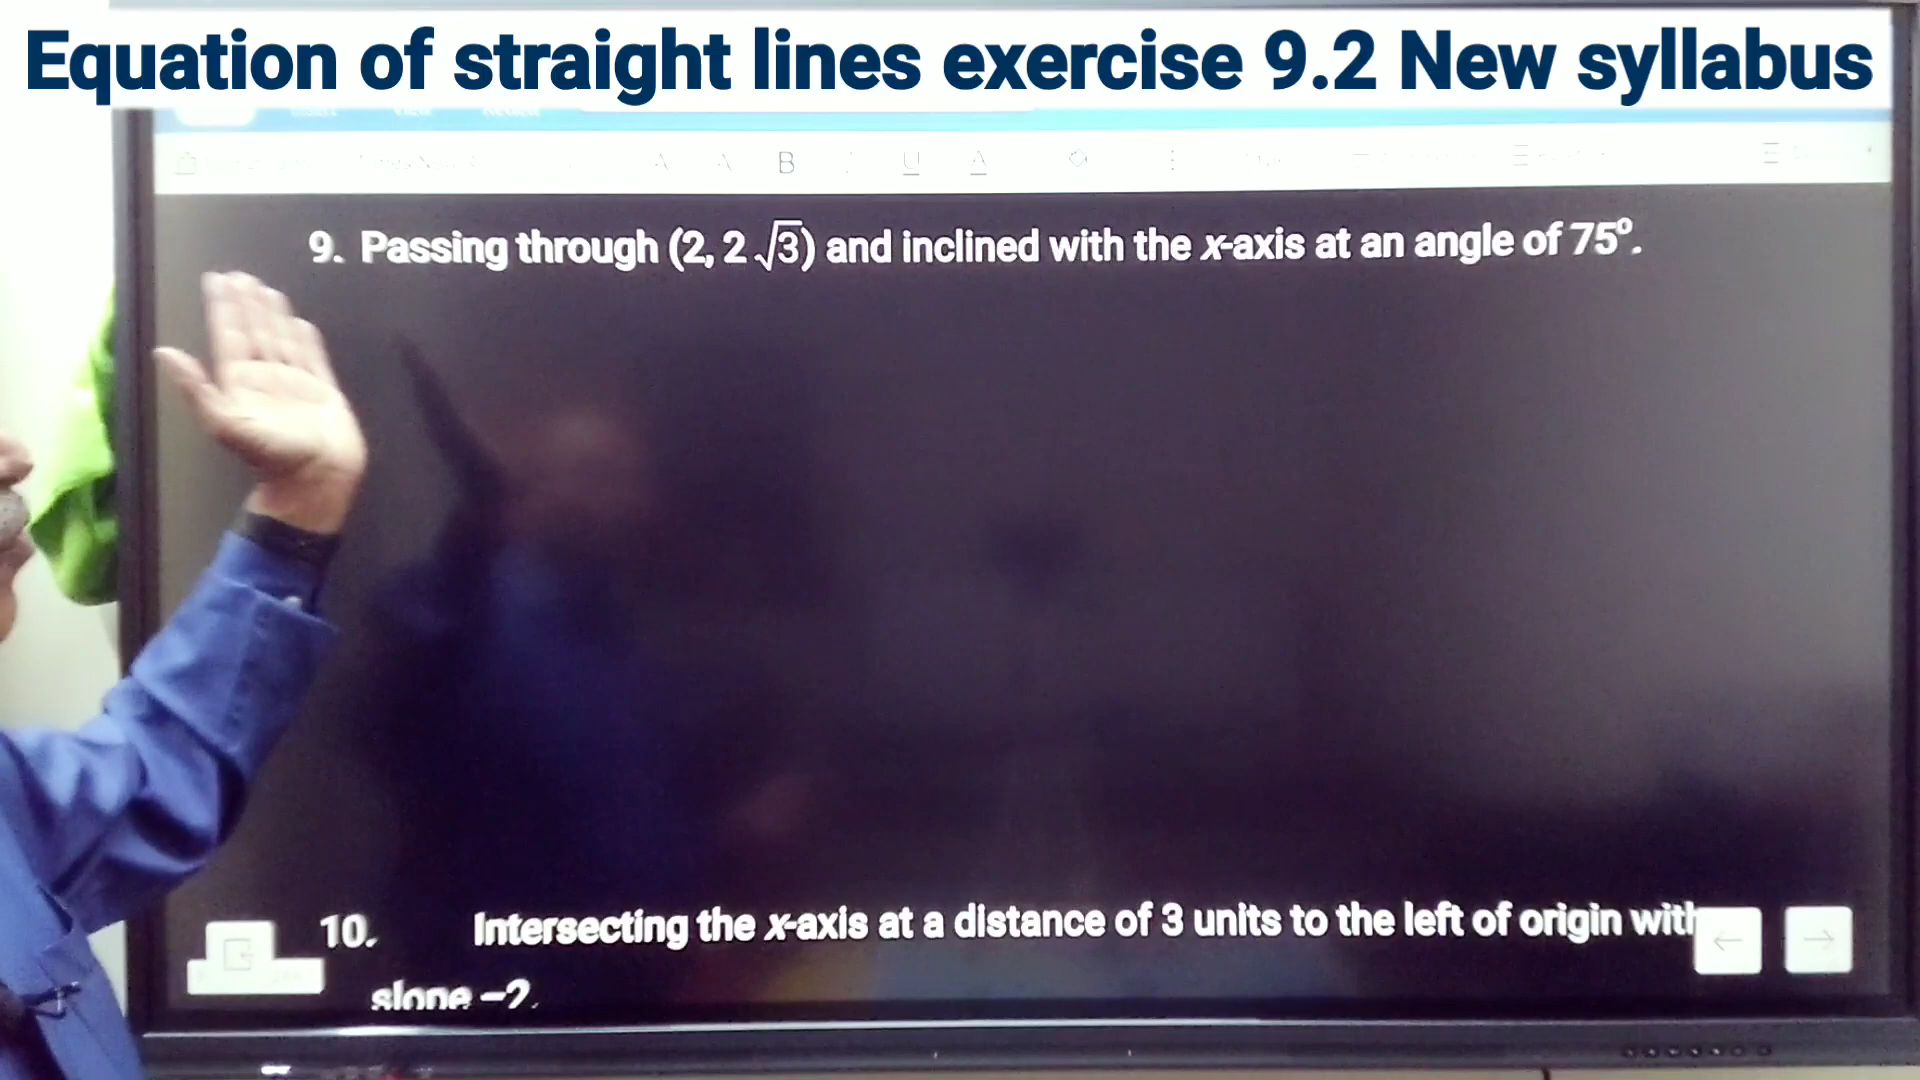 Equation of straight lines exercise 9.2 New syllabus
B U A
9. Passing through (2, 2 √3) and inclined with the x-axis at an angle of 75°.
10. Intersecting the x-axis at a distance of 3 units to the left of origin with
slope –2.